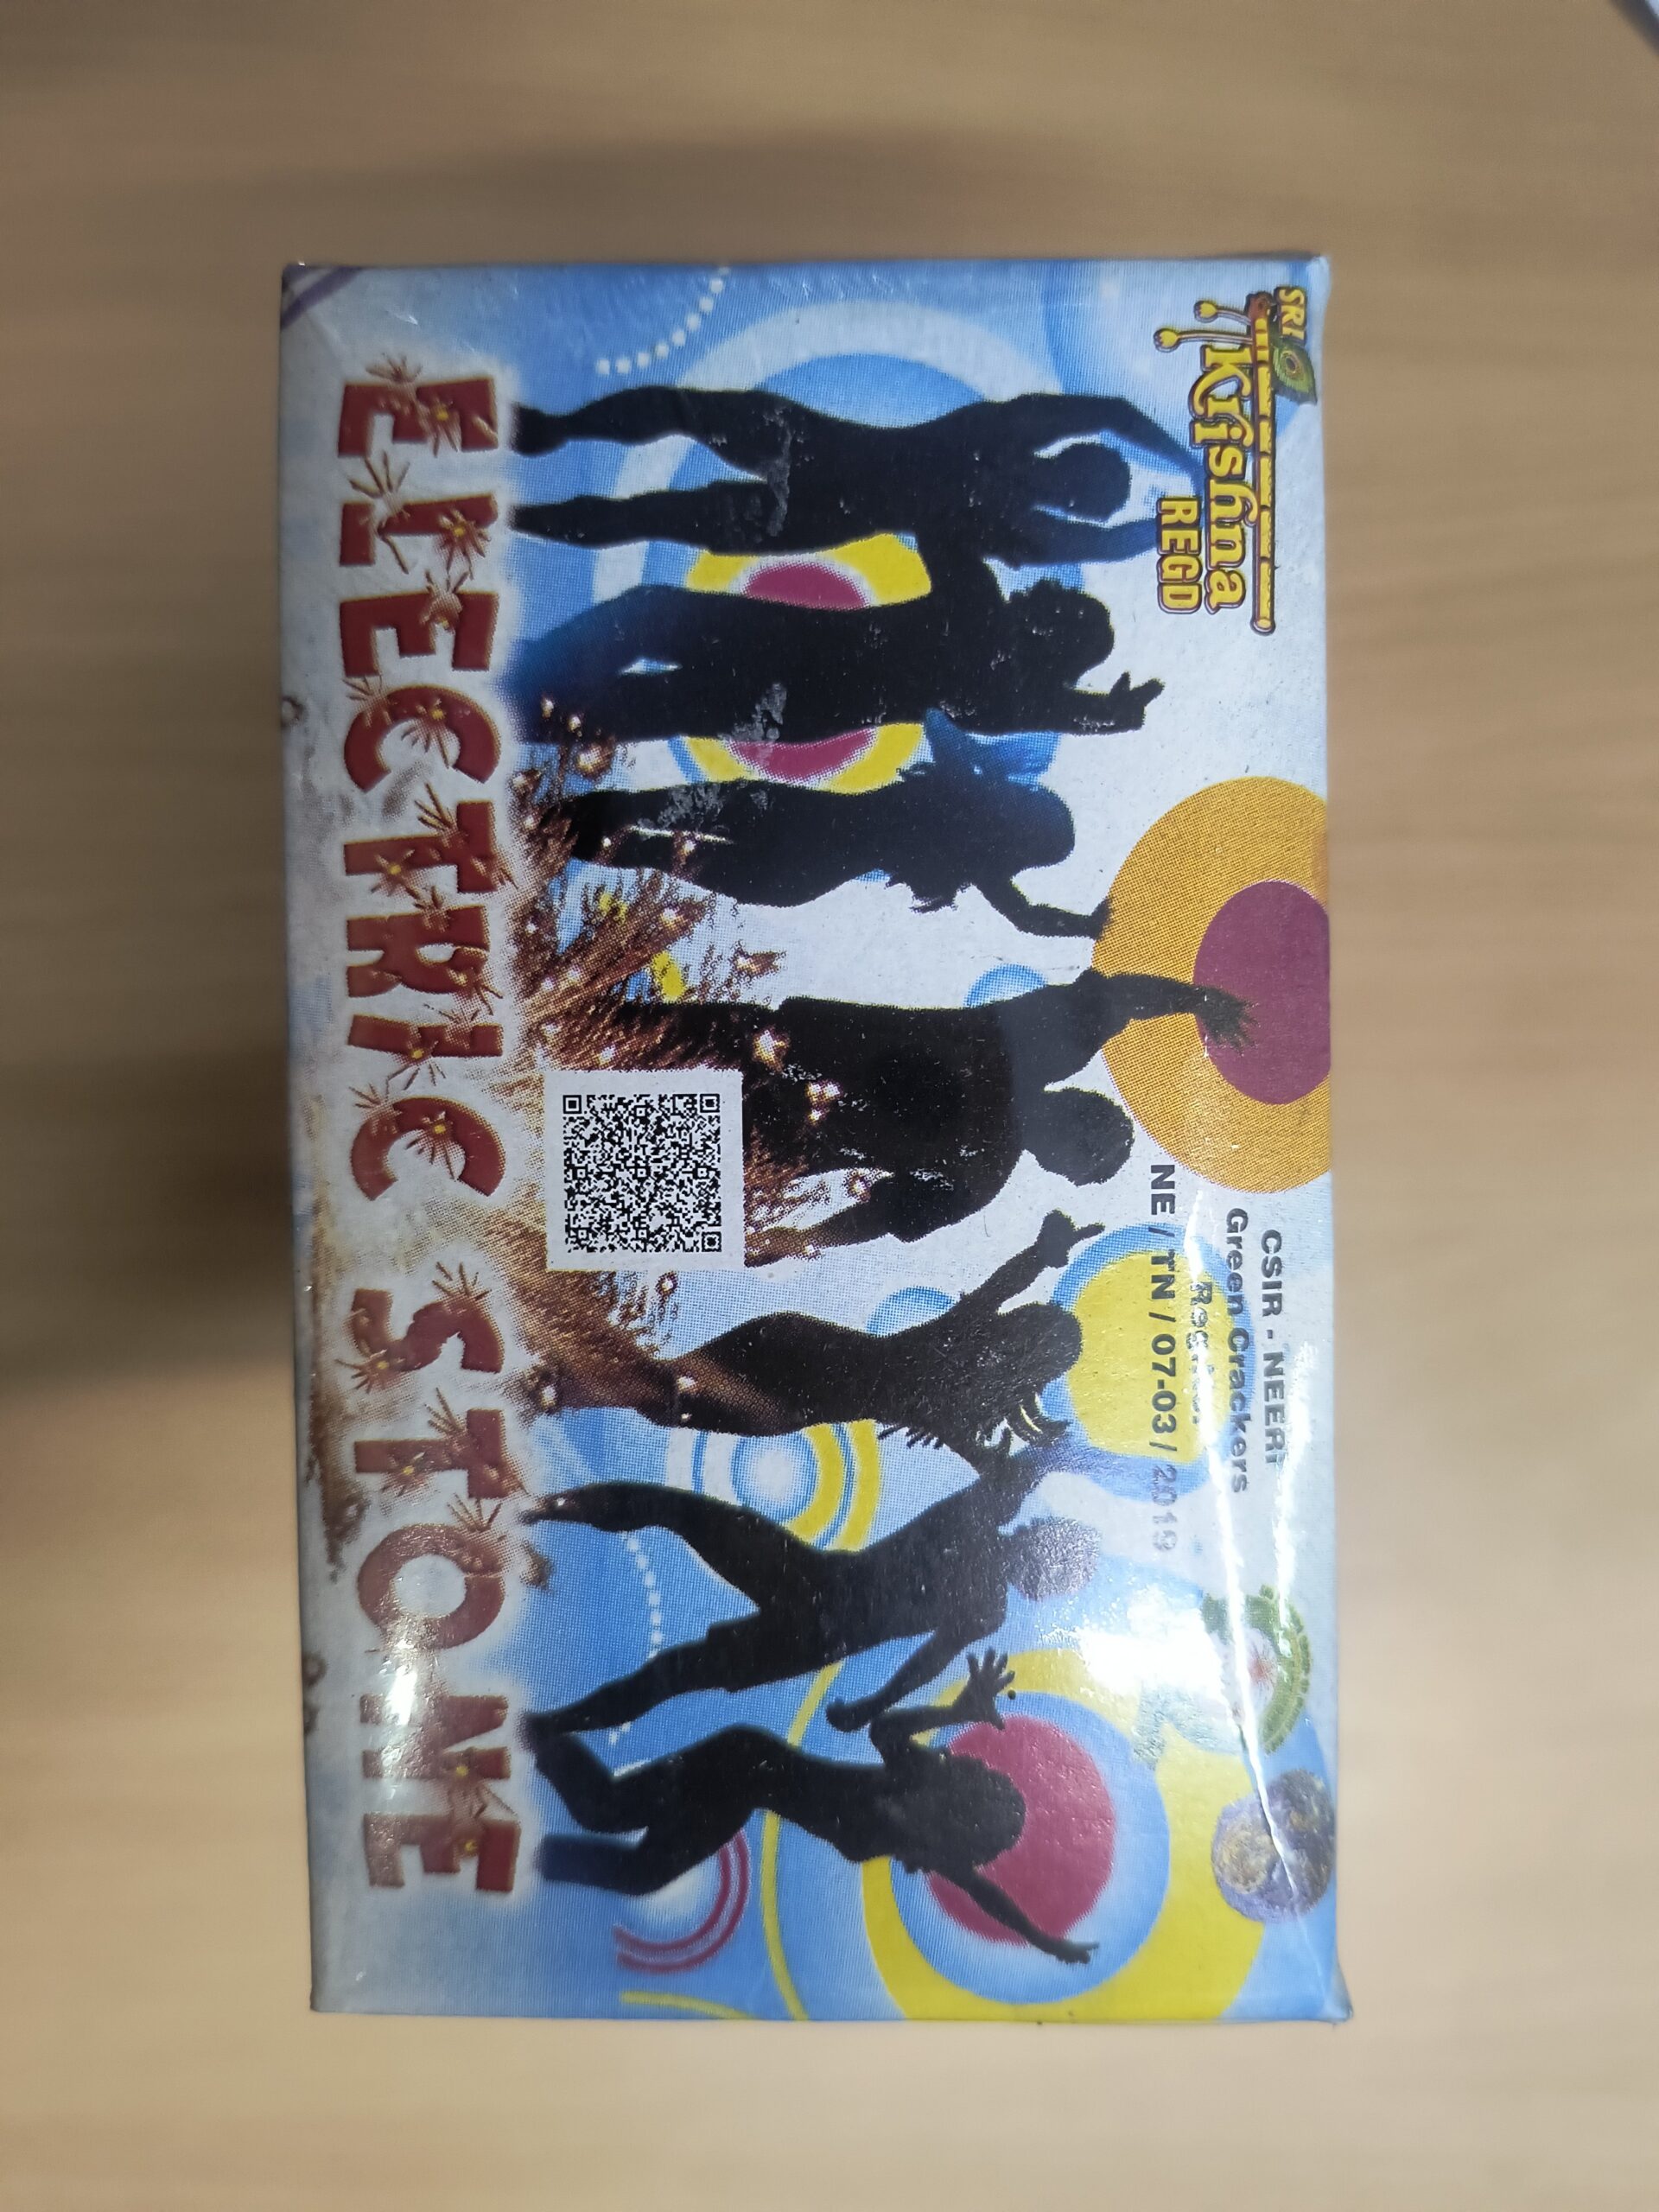 SRI
Krishna
REGD
CSIR - NEERI
Green Crackers
NE / TN / 07-03 / 2019
ELECTRIC STONE